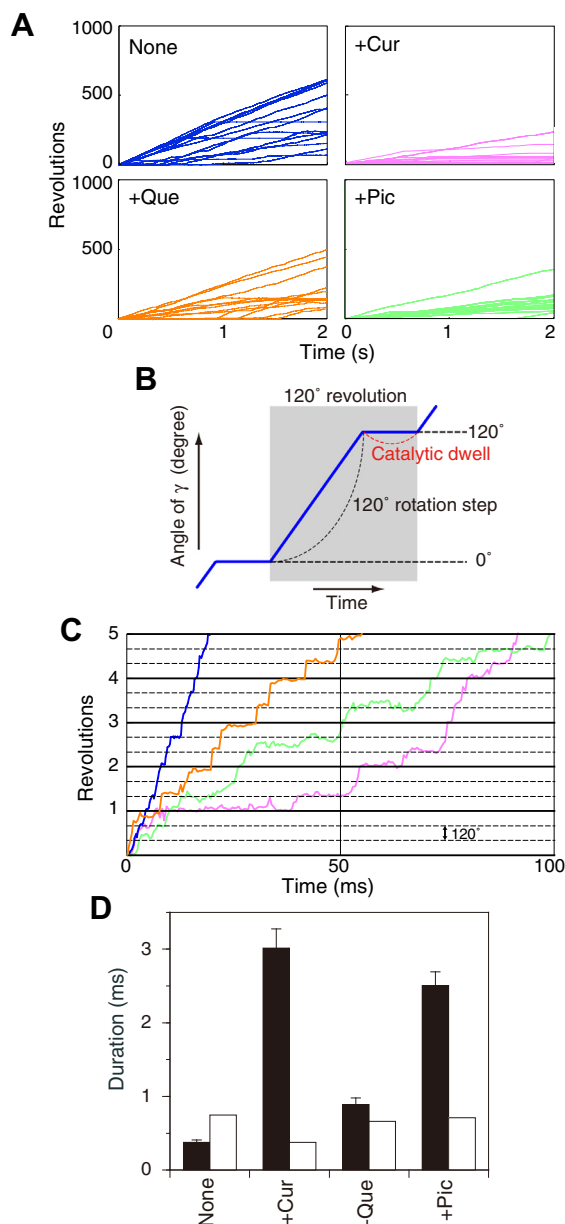 A
1000
None
+Cur
500
0
1000
+Que
+Pic
500
0
1
2
0
1
2
Revolutions
Time (s)
B
120° revolution
120°
Catalytic dwell
120° rotation step
0°
Angle of γ (degree)
Time
C
5
4
3
2
1
120°
0
50
100
Revolutions
Time (ms)
D
3
2
1
0
Duration (ms)
None
+Cur
-Que
+Pic